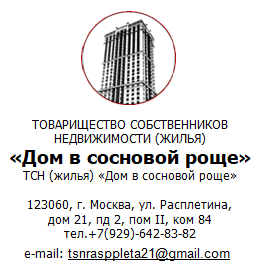 ТОВАРИЩЕСТВО СОБСТВЕННИКОВ
НЕДВИЖИМОСТИ (ЖИЛЬЯ)
«Дом в сосновой роще»
ТСН (жилья) «Дом в сосновой роще»
123060, г. Москва, ул. Расплетина,
дом 21, пд 2, пом II, ком 84
тел.+7(929)-642-83-82
e-mail: tsnrasppleta21@gmail.com